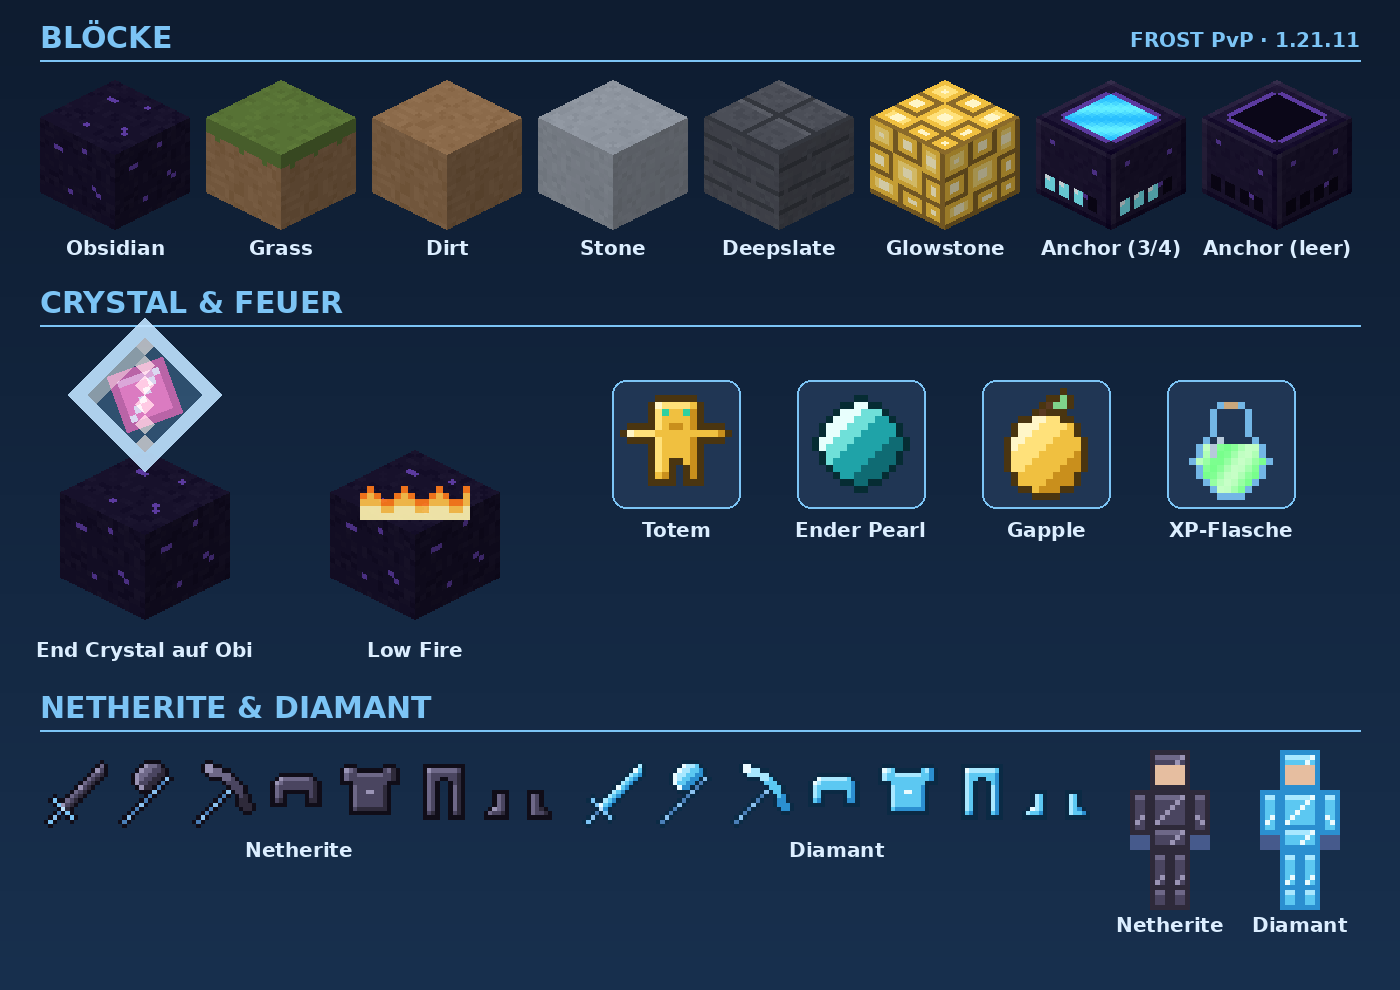 BLÖCKE
FROST PvP · 1.21.11
Obsidian
Grass
Dirt
Stone
Deepslate
Glowstone
Anchor (3/4)
Anchor (leer)
CRYSTAL & FEUER
Totem
Ender Pearl
Gapple
XP-Flasche
End Crystal auf Obi
Low Fire
NETHERITE & DIAMANT
Netherite
Diamant
Netherite
Diamant